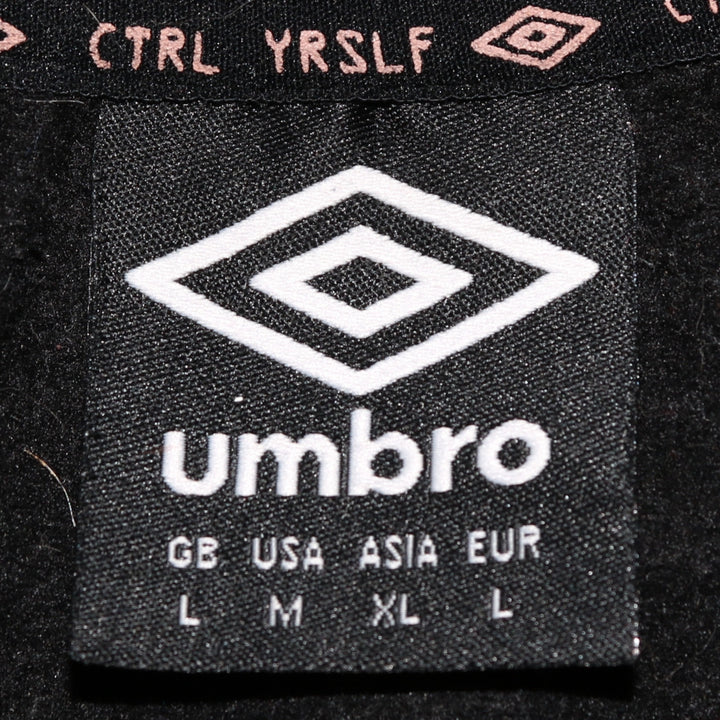 CTRL YRSLF
umbro
GB USA ASIA EUR
L M XL L